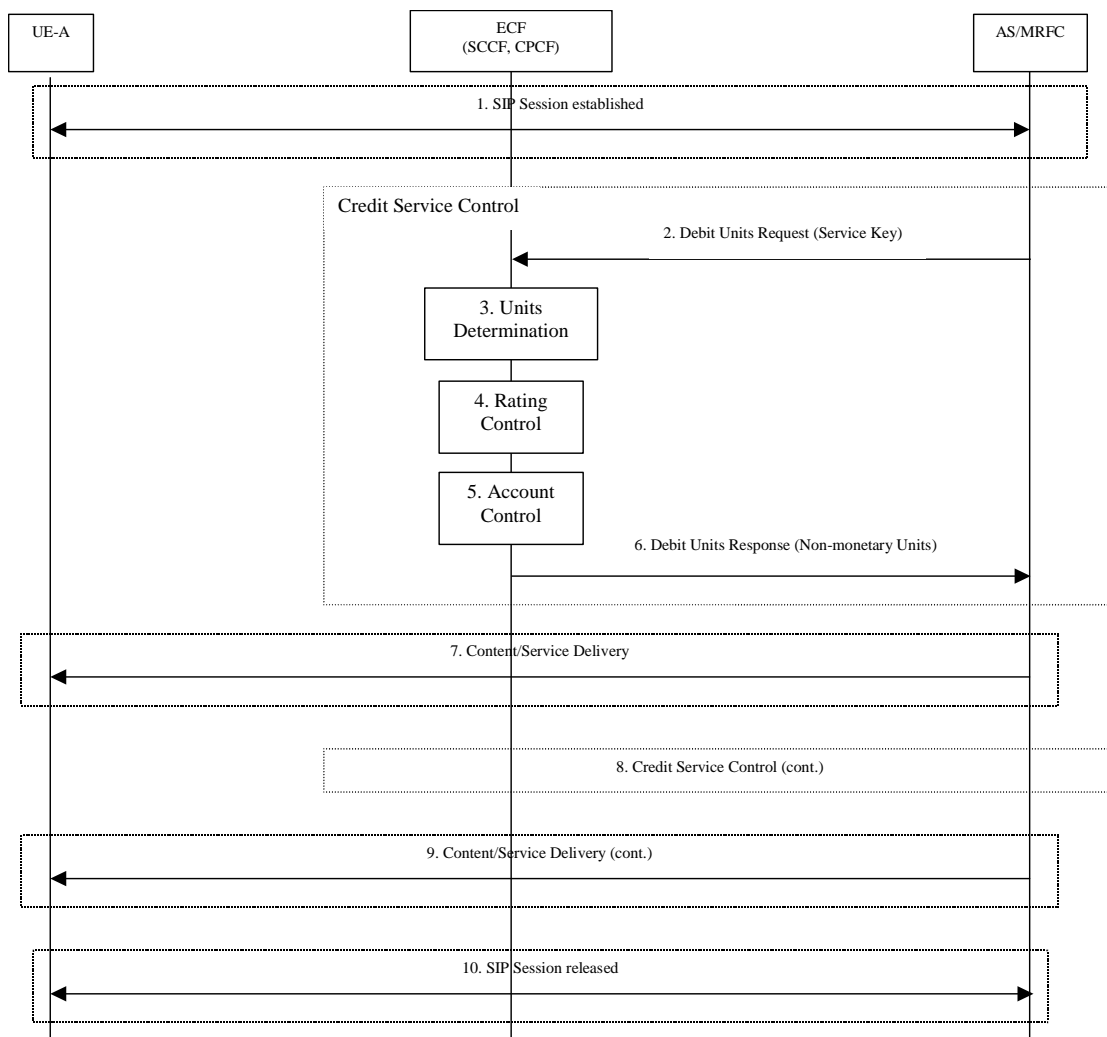 UE-A
ECF
(SCCF, CPCF)
AS/MRFC
1. SIP Session established
Credit Service Control
2. Debit Units Request (Service Key)
3. Units
Determination
4. Rating
Control
5. Account
Control
6. Debit Units Response (Non-monetary Units)
7. Content/Service Delivery
8. Credit Service Control (cont.)
9. Content/Service Delivery (cont.)
10. SIP Session released